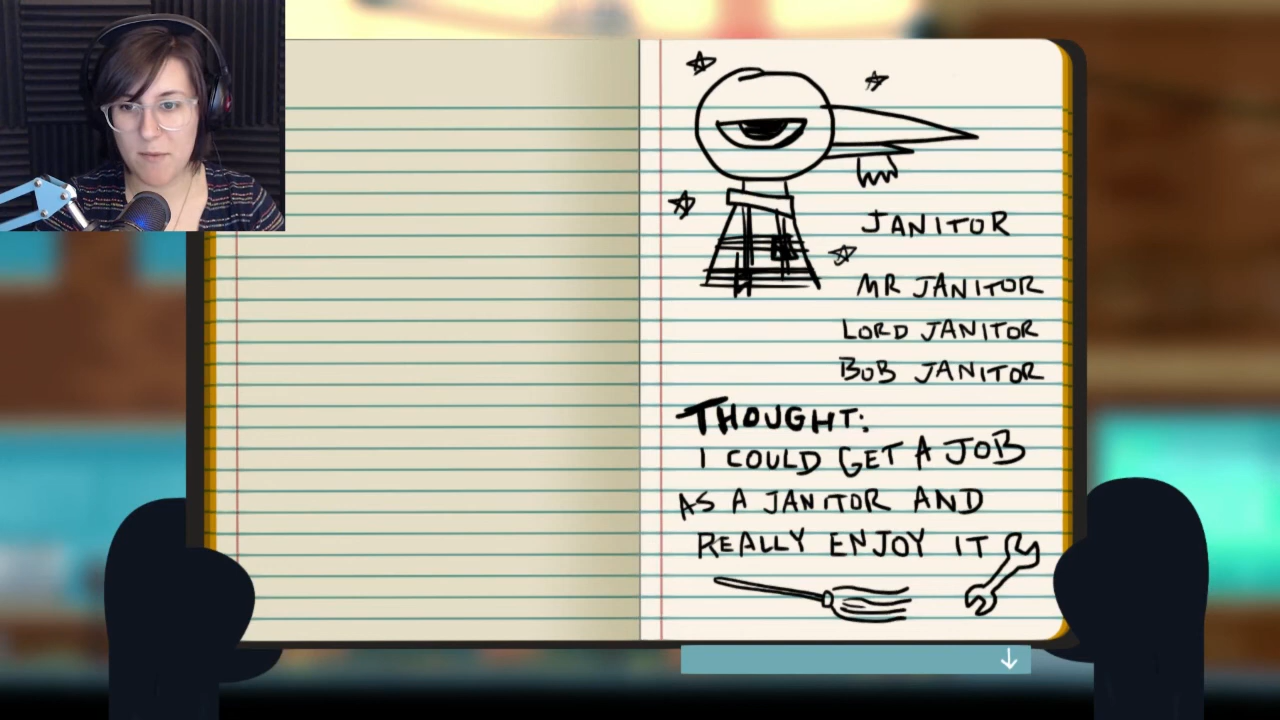 JANITOR
MR JANITOR
LORD JANITOR
BOB JANITOR
THOUGHT:
I COULD GET A JOB
AS A JANITOR AND
REALLY ENJOY IT